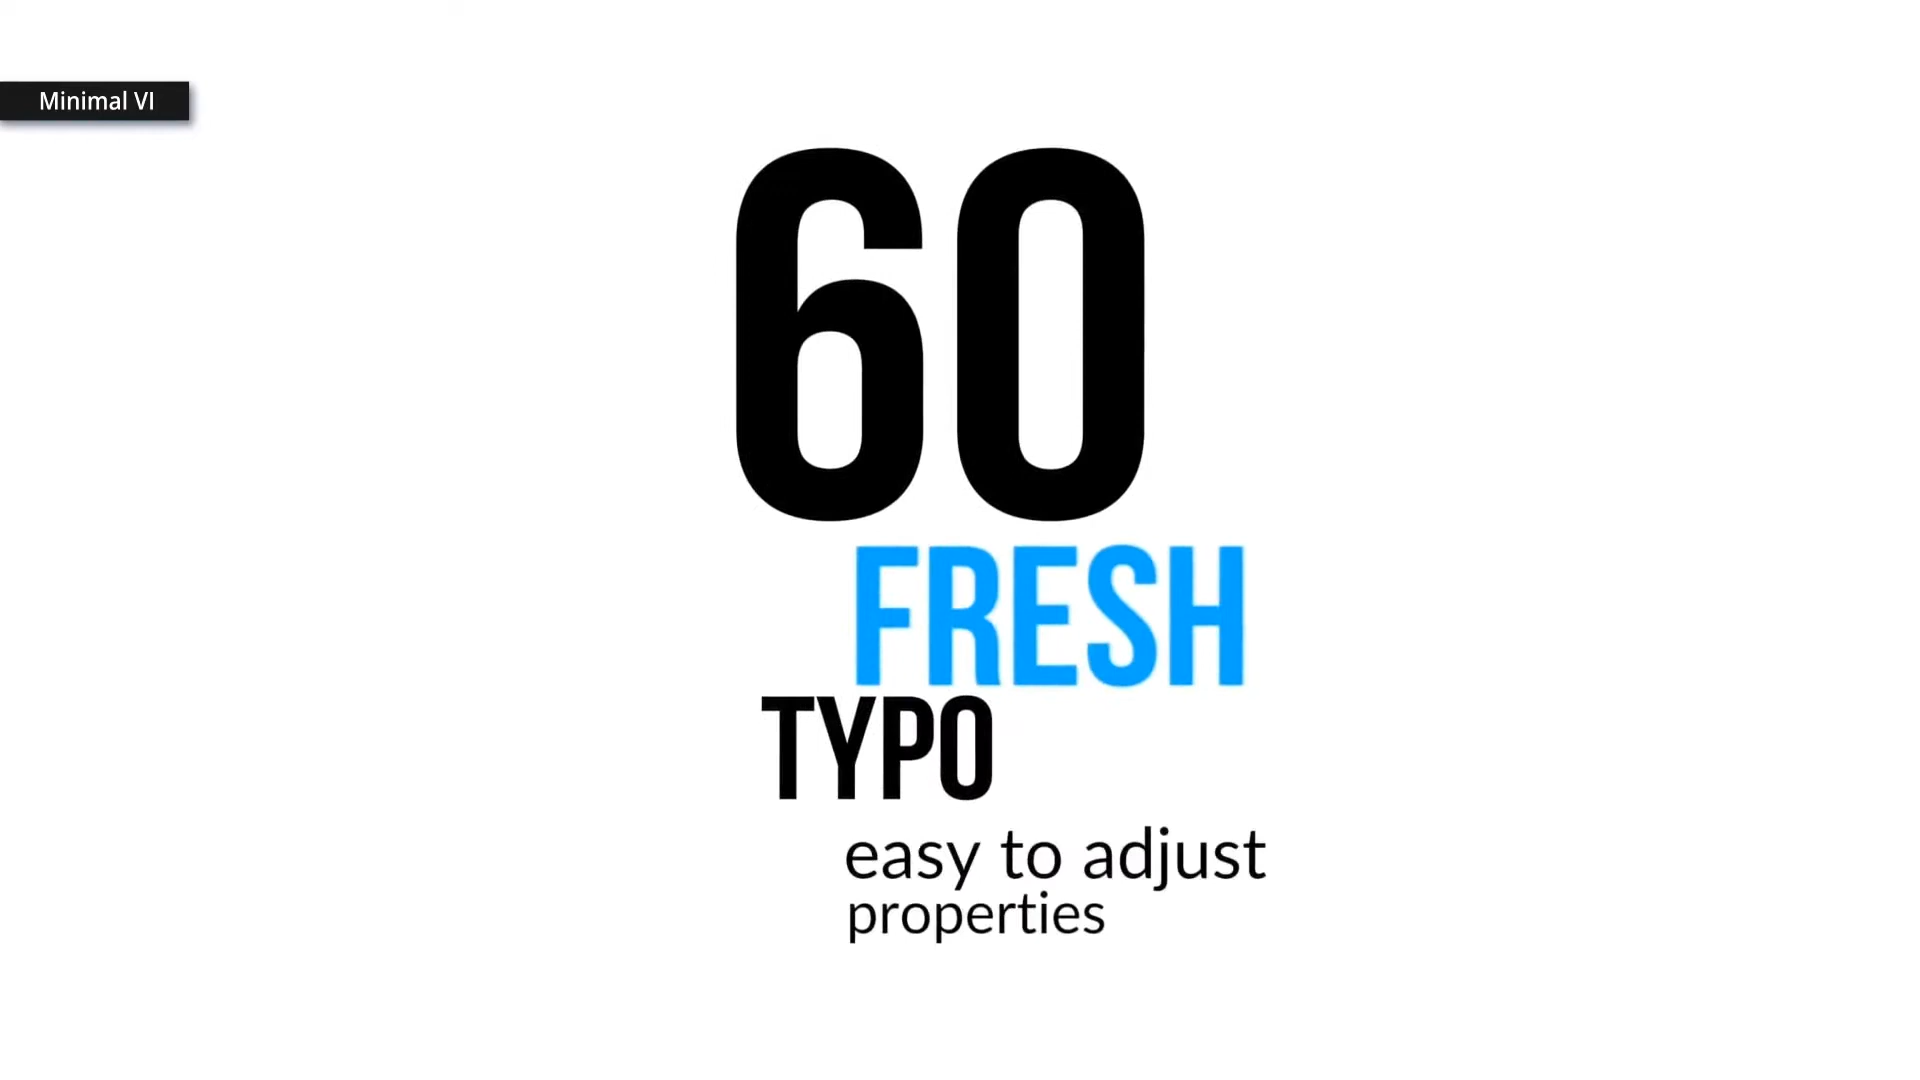 Minimal VI
60
FRESH
TYPO
easy to adjust
properties